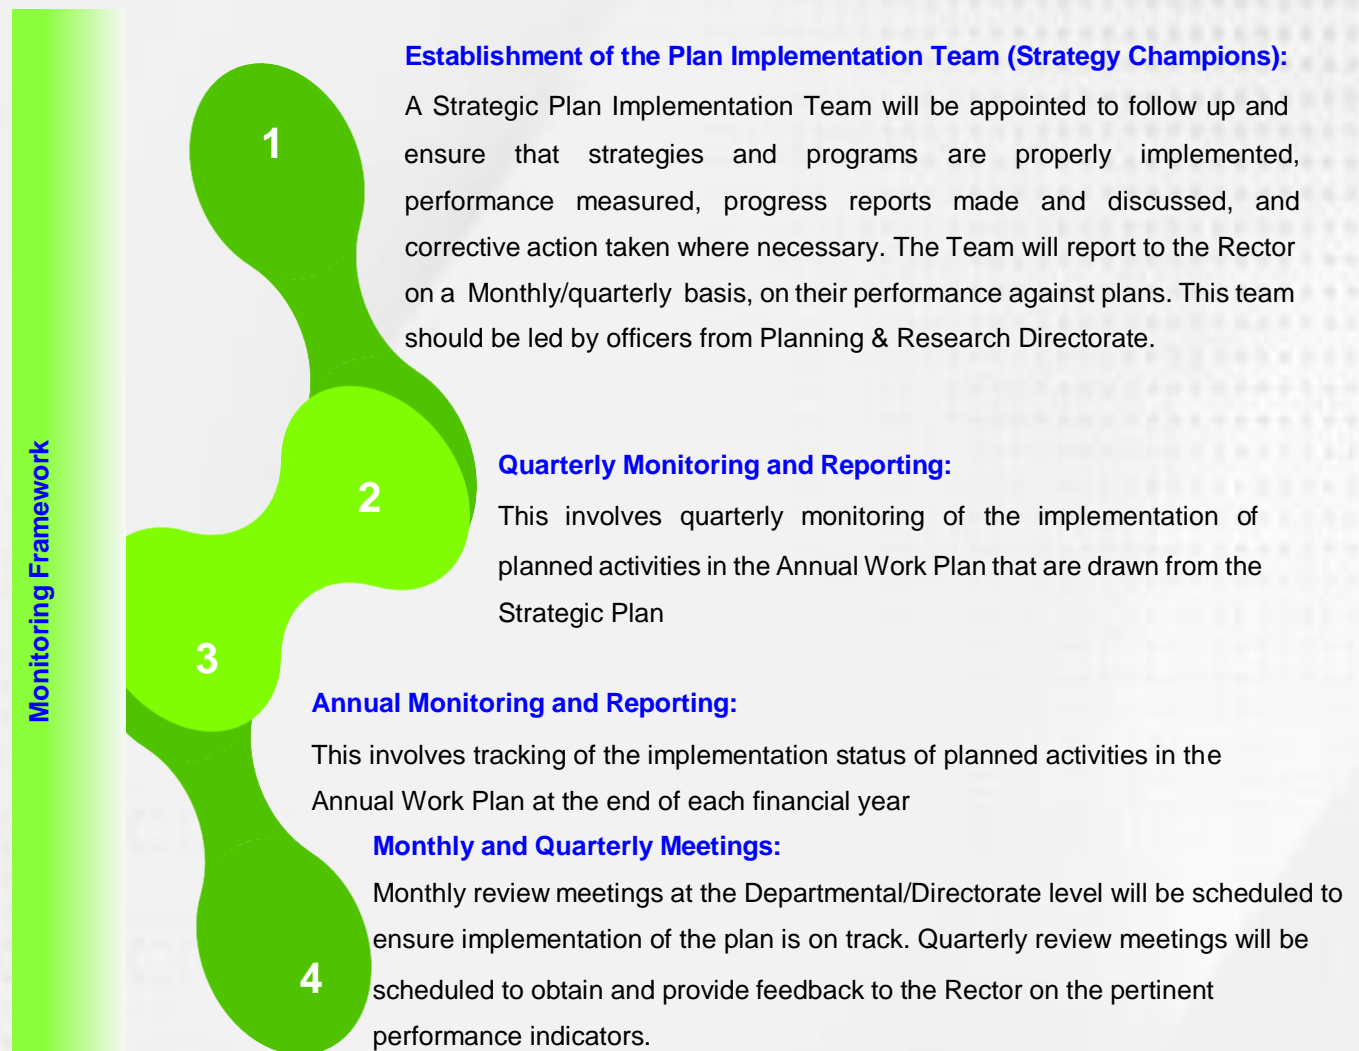 Monitoring Framework
1
Establishment of the Plan Implementation Team (Strategy Champions):
A Strategic Plan Implementation Team will be appointed to follow up and
ensure that strategies and programs are properly implemented,
performance measured, progress reports made and discussed, and
corrective action taken where necessary. The Team will report to the Rector
on a Monthly/quarterly basis, on their performance against plans. This team
should be led by officers from Planning & Research Directorate.
2
Quarterly Monitoring and Reporting:
This involves quarterly monitoring of the implementation of
planned activities in the Annual Work Plan that are drawn from the
Strategic Plan
3
Annual Monitoring and Reporting:
This involves tracking of the implementation status of planned activities in the
Annual Work Plan at the end of each financial year
4
Monthly and Quarterly Meetings:
Monthly review meetings at the Departmental/Directorate level will be scheduled to
ensure implementation of the plan is on track. Quarterly review meetings will be
scheduled to obtain and provide feedback to the Rector on the pertinent
performance indicators.